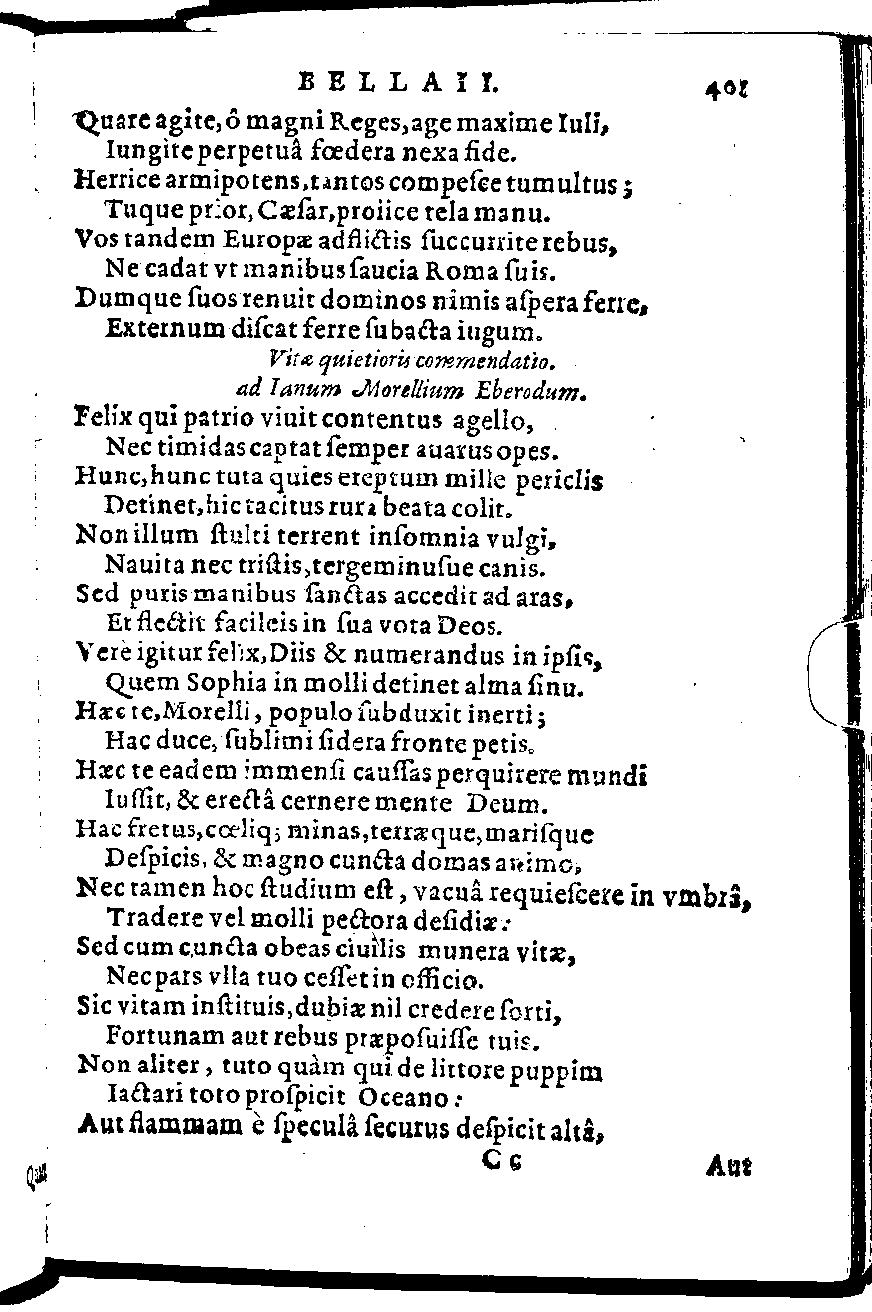 BELLAII. 401
Quare agite, ô magni Reges, age maxime Iuli,
Iungite perpetuâ fœdera nexa fide.
Herrice armipotens, tantos compeſce tumultus;
Tuque prior, Cæſar, proiice tela manu.
Vos tandem Europæ adflictis ſuccurrite rebus,
Ne cadat vt manibus ſaucia Roma ſuis.
Dumque ſuos renuit dominos nimis aſpera ferre,
Externum diſcat ferre ſubacta iugum.
Vitæ quietioris commendatio.
ad Ianum Morellium Eberodum.
Felix qui patrio viuit contentus agello,
Nec timidas captat ſemper auarus opes.
Hunc, hunc tuta quies ereptum mille periclis
Detinet, hic tacitus rura beata colit.
Non illum ſtulti terrent inſomnia vulgi,
Nauita nec triſtis, tergeminuſue canis.
Sed puris manibus ſanctas accedit ad aras,
Et flectit facileis in ſua vota Deos.
Verè igitur felix, Diis & numerandus in ipſis,
Quem Sophia in molli detinet alma ſinu.
Hæc te, Morelli, populo ſubduxit inerti;
Hac duce, ſublimi ſidera fronte petis.
Hæc te eadem immenſi cauſſas perquirere mundi
Iuſſit, & erectâ cernere mente Deum.
Hac fretus, cœliq; minas, terræque, mariſque
Deſpicis, & magno cuncta domas animo,
Nec tamen hoc ſtudium eſt, vacuâ requieſcere in vmbrâ,
Tradere vel molli pectora deſidiæ:
Sed cum cuncta obeas ciuilis munera vitæ,
Nec pars vlla tuo ceſſet in officio.
Sic vitam inſtituis, dubiæ nil credere ſorti,
Fortunam aut rebus præpoſuiſſe tuis.
Non aliter, tuto quàm qui de littore puppim
Iactari toto proſpicit Oceano:
Aut flammam è ſpeculâ ſecurus deſpicit altâ,
Cc Aut